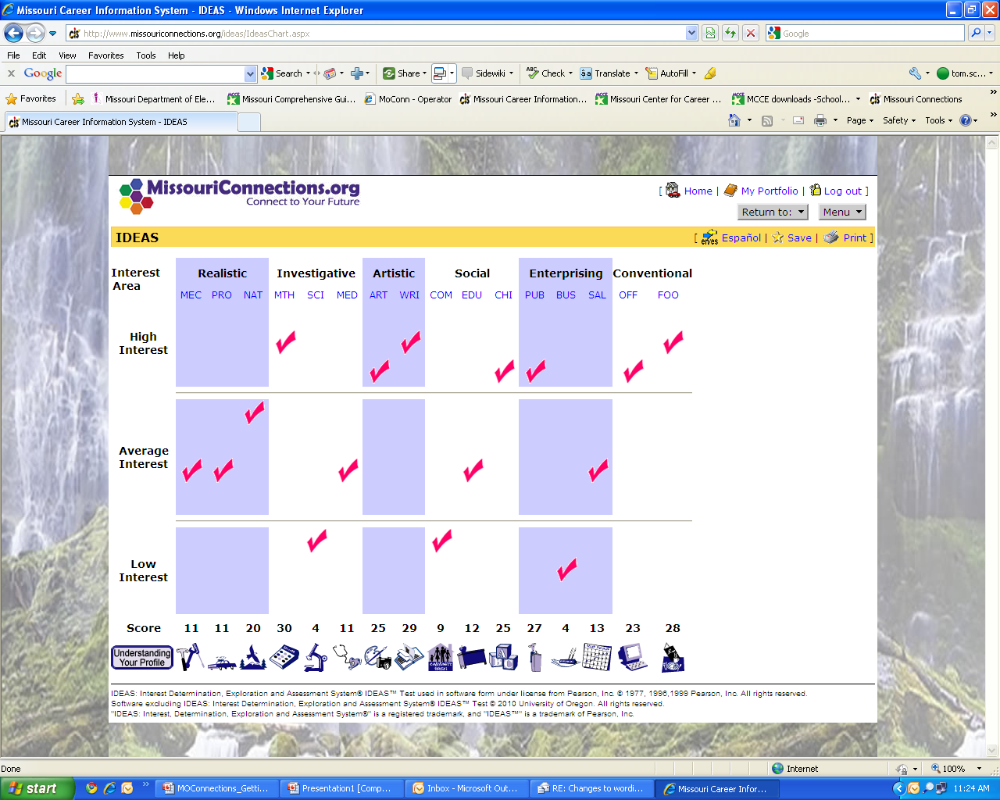 Missouri Career Information System - IDEAS - Windows Internet Explorer
http://www.missouriconnections.org/ideas/IdeasChart.aspx
Google
File Edit View Favorites Tools Help
x Google Search Share Sidewiki ABC Check Translate AutoFill tom.sc...
Favorites Missouri Department of Ele... Missouri Comprehensive Gui... MoConn - Operator Missouri Career Information... Missouri Center for Career ... MCCE downloads -School... Missouri Connections
Missouri Career Information System - IDEAS
Page Safety Tools
MissouriConnections.org
Connect to Your Future
[ Home | My Portfolio | Log out ]
Return to: Menu
IDEAS
[ en/es Español | Save | Print ]
Interest Area Realistic Investigative Artistic Social Enterprising Conventional
MEC PRO NAT MTH SCI MED ART WRI COM EDU CHI PUB BUS SAL OFF FOO
High
Interest
Average
Interest
Low
Interest
Score 11 11 20 30 4 11 25 29 9 12 25 27 4 13 23 28
Understanding
Your Profile
IDEAS: Interest Determination, Exploration and Assessment System® IDEAS™ Test used in software form under license from Pearson, Inc. © 1977, 1996,1999 Pearson, Inc. All rights reserved.
Software excluding IDEAS: Interest Determination, Exploration and Assessment System® IDEAS™ Test © 2010 University of Oregon. All rights reserved.
"IDEAS: Interest, Determination, Exploration and Assessment System®" is a registered trademark, and "IDEAS™" is a trademark of Pearson, Inc.
Done Internet 100%
start MOConnections_Getti... Presentation1 [Comp... Inbox - Microsoft Out... RE: Changes to wordi... Missouri Career Infor... 11:24 AM